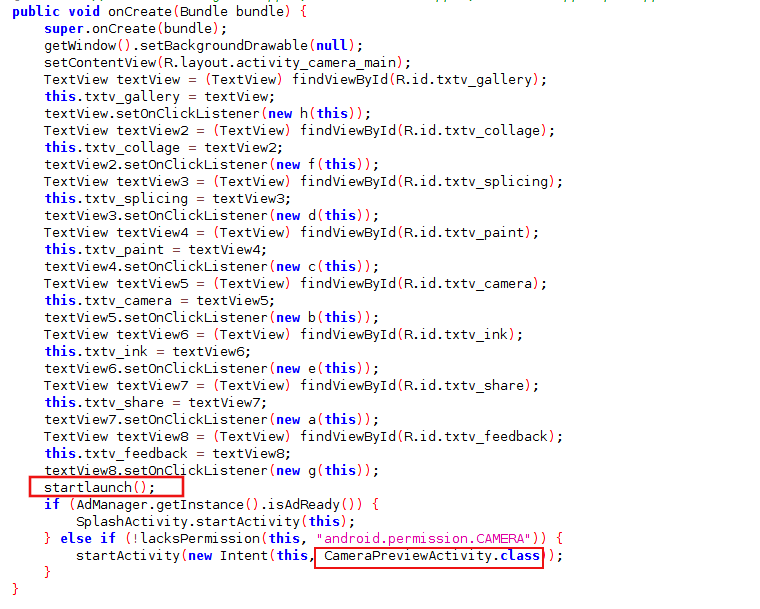 public void onCreate(Bundle bundle) {
super.onCreate(bundle);
getWindow().setBackgroundDrawable(null);
setContentView(R.layout.activity_camera_main);
TextView textView = (TextView) findViewById(R.id.txtv_gallery);
this.txtv_gallery = textView;
textView.setOnClickListener(new h(this));
TextView textView2 = (TextView) findViewById(R.id.txtv_collage);
this.txtv_collage = textView2;
textView2.setOnClickListener(new f(this));
TextView textView3 = (TextView) findViewById(R.id.txtv_splicing);
this.txtv_splicing = textView3;
textView3.setOnClickListener(new d(this));
TextView textView4 = (TextView) findViewById(R.id.txtv_paint);
this.txtv_paint = textView4;
textView4.setOnClickListener(new c(this));
TextView textView5 = (TextView) findViewById(R.id.txtv_camera);
this.txtv_camera = textView5;
textView5.setOnClickListener(new b(this));
TextView textView6 = (TextView) findViewById(R.id.txtv_ink);
this.txtv_ink = textView6;
textView6.setOnClickListener(new e(this));
TextView textView7 = (TextView) findViewById(R.id.txtv_share);
this.txtv_share = textView7;
textView7.setOnClickListener(new a(this));
TextView textView8 = (TextView) findViewById(R.id.txtv_feedback);
this.txtv_feedback = textView8;
textView8.setOnClickListener(new g(this));
startlaunch();
if (AdManager.getInstance().isAdReady()) {
SplashActivity.startActivity(this);
} else if (!lacksPermission(this, "android.permission.CAMERA")) {
startActivity(new Intent(this, CameraPreviewActivity.class));
}
}